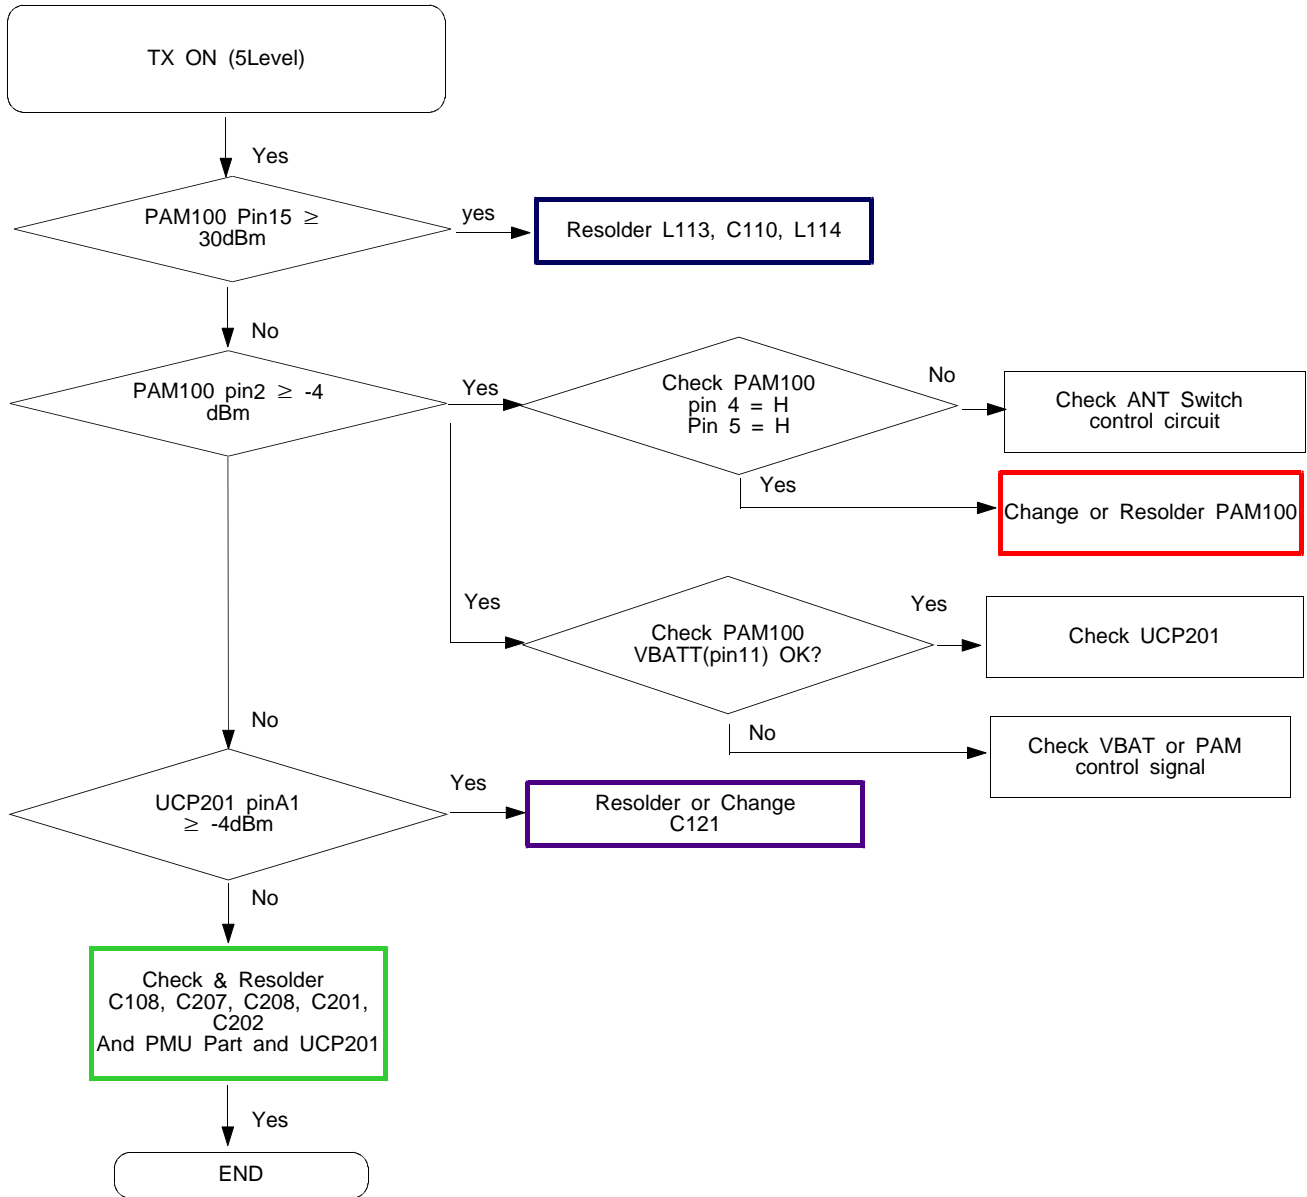 TX ON (5Level)
Yes
PAM100 Pin15 ≥
30dBm
yes
Resolder L113, C110, L114
No
PAM100 pin2 ≥ -4
dBm
Yes
Check PAM100
pin 4 = H
Pin 5 = H
No
Check ANT Switch
control circuit
Yes
Change or Resolder PAM100
Yes
Check PAM100
VBATT(pin11) OK?
Yes
Check UCP201
No
Check VBAT or PAM
control signal
No
UCP201 pinA1
≥ -4dBm
Yes
Resolder or Change
C121
No
Check & Resolder
C108, C207, C208, C201,
C202
And PMU Part and UCP201
Yes
END